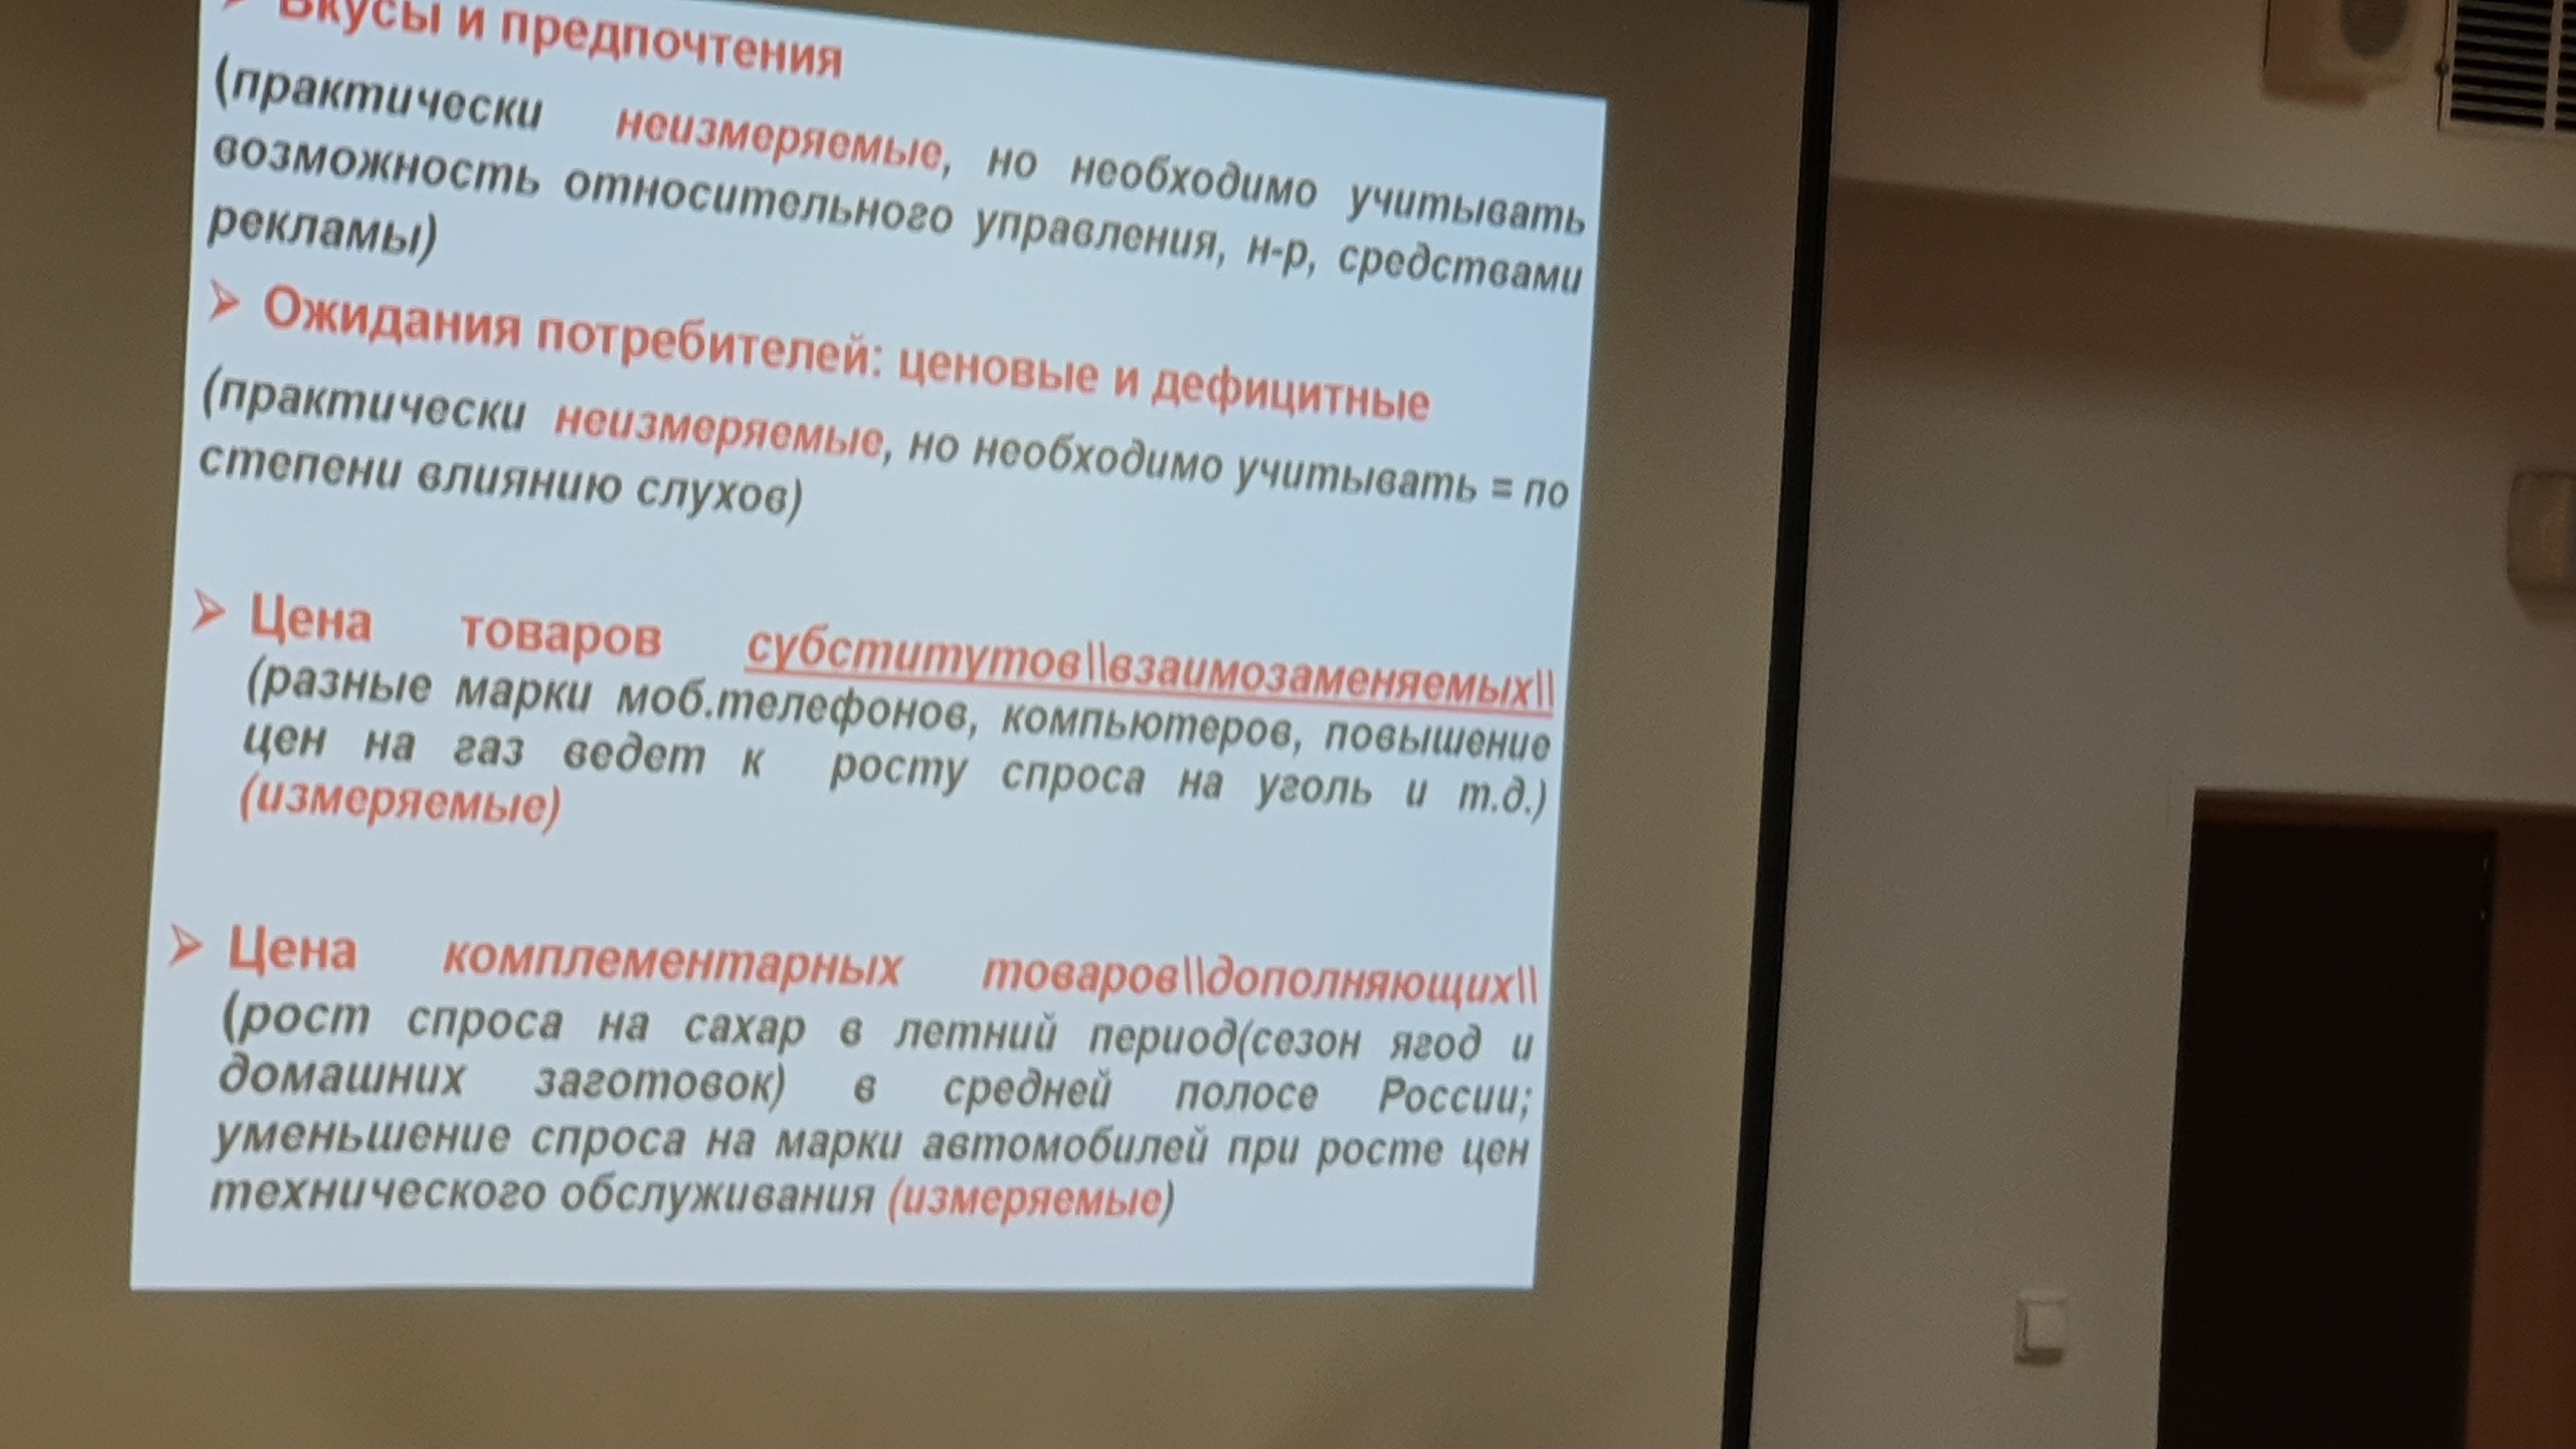 Вкусы и предпочтения
(практически неизмеряемые, но необходимо учитывать
возможность относительного управления, н-р, средствами
рекламы)
➢ Ожидания потребителей: ценовые и дефицитные
(практически неизмеряемые, но необходимо учитывать = по
степени влиянию слухов)
➢ Цена товаров субститутов\\взаимозаменяемых\\
(разные марки моб.телефонов, компьютеров, повышение
цен на газ ведет к росту спроса на уголь и т.д.)
(измеряемые)
➢ Цена комплементарных товаров\\дополняющих\\
(рост спроса на сахар в летний период(сезон ягод и
домашних заготовок) в средней полосе России;
уменьшение спроса на марки автомобилей при росте цен
технического обслуживания (измеряемые)